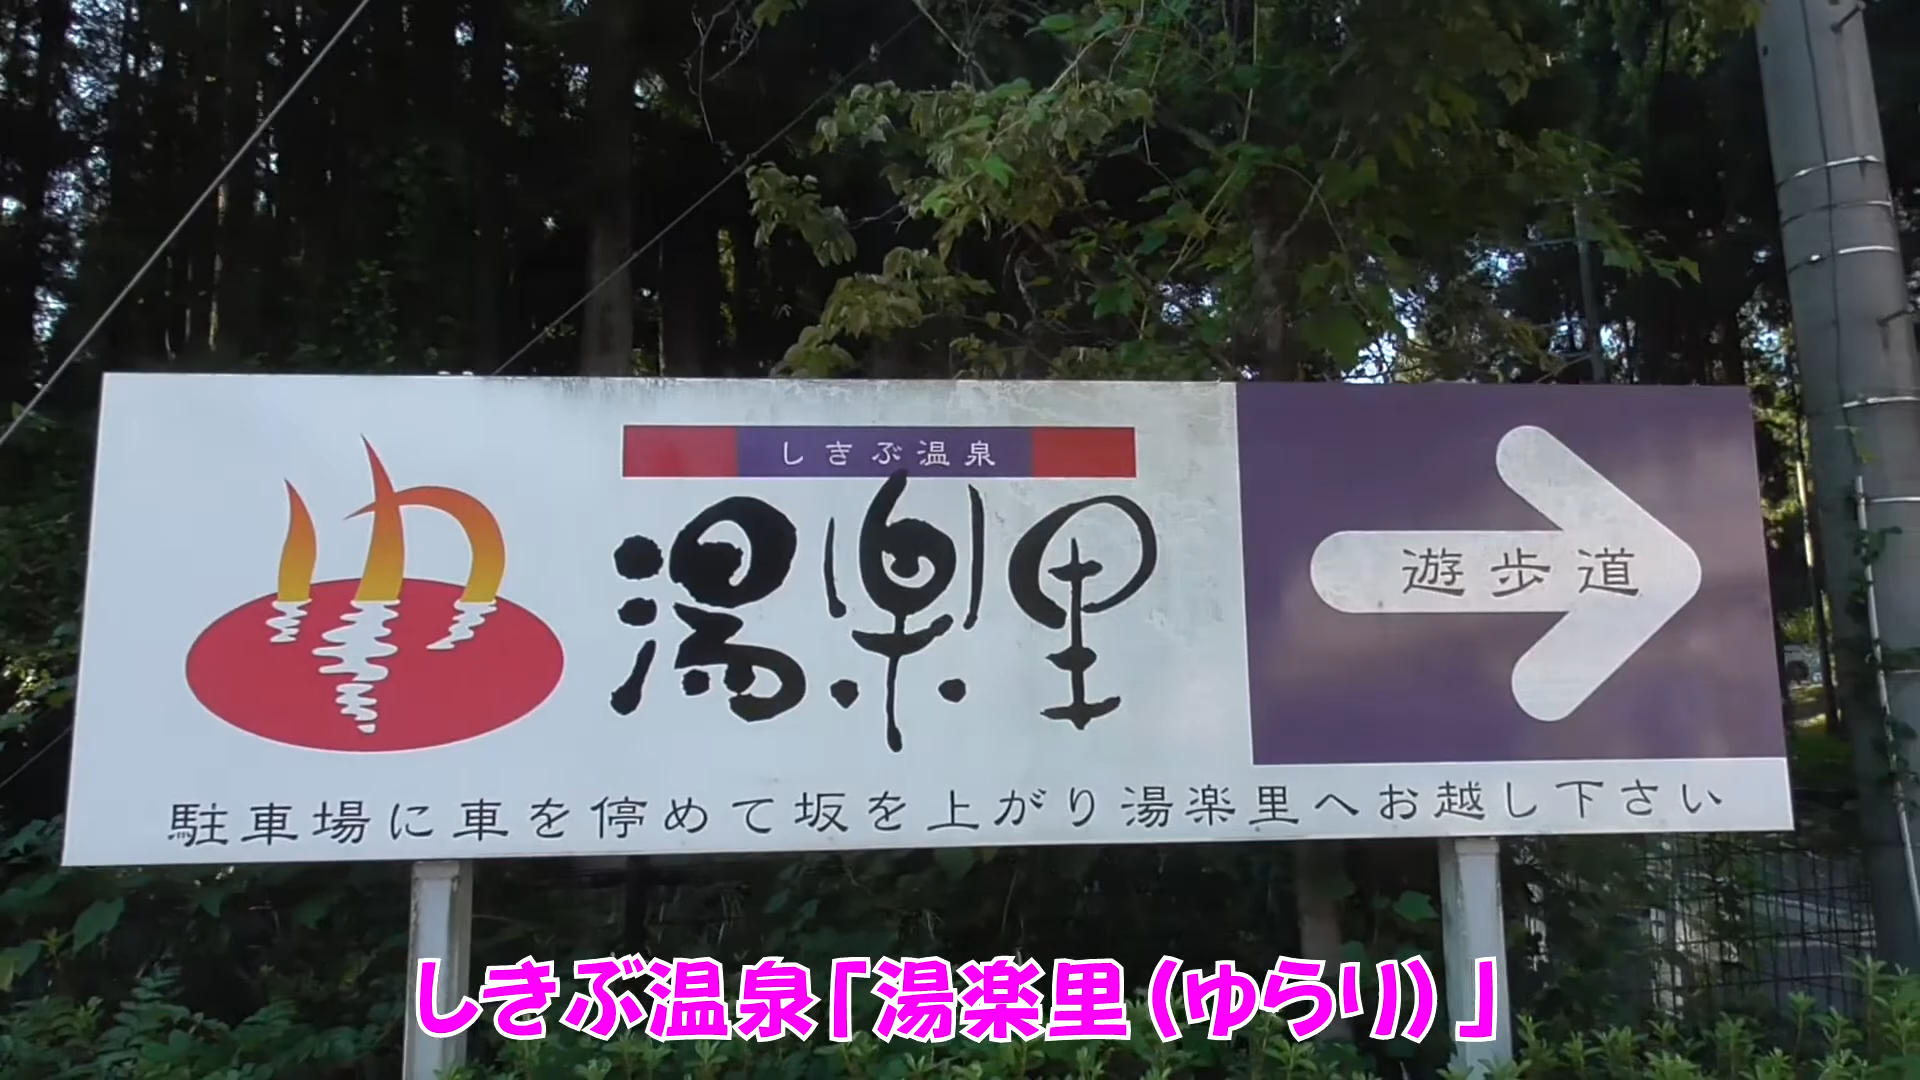 しきぶ温泉
ゆ
湯楽里
遊歩道
駐車場に車を停めて坂を上がり湯楽里へお越し下さい
しきぶ温泉「湯楽里（ゆらり）」